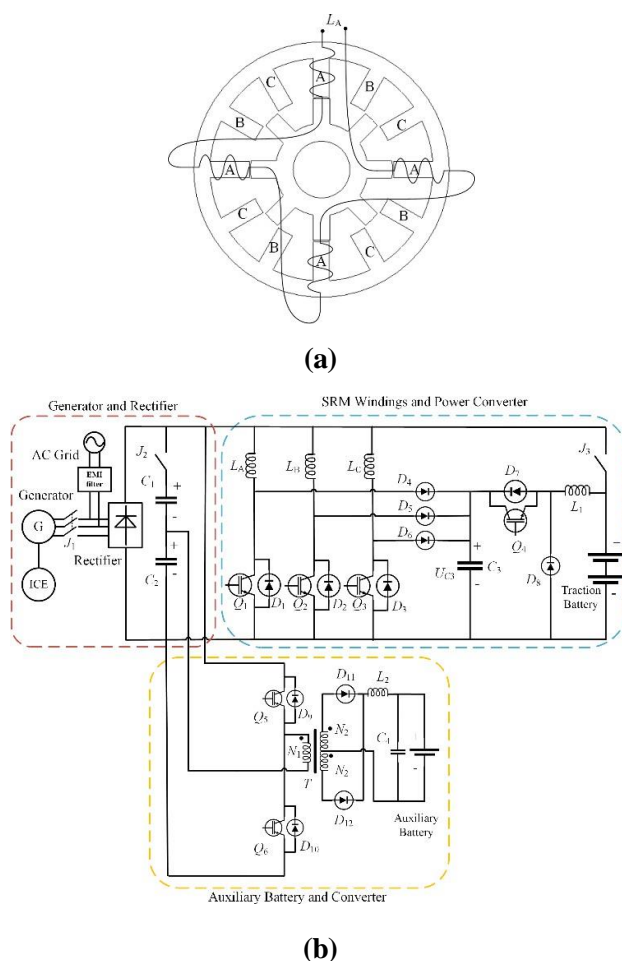 L_A
A
C
B
B
C
A
A
C
B
B
C
A
(a)
Generator and Rectifier
SRM Windings and Power Converter
AC Grid
EMI
filter
Generator
G
ICE
J_1
Rectifier
J_2
C_1
+
-
+
C_2
-
L_A
L_B
L_C
D_4
D_5
D_6
D_7
Q_4
L_1
J_3
D_8
+
U_C3
C_3
-
Traction
Battery
-
Q_1
D_1
Q_2
D_2
Q_3
D_3
Q_5
D_9
N_1
T
N_2
N_2
D_11
L_2
D_12
C_4
-
Auxiliary
Battery
Q_6
D_10
Auxiliary Battery and Converter
(b)